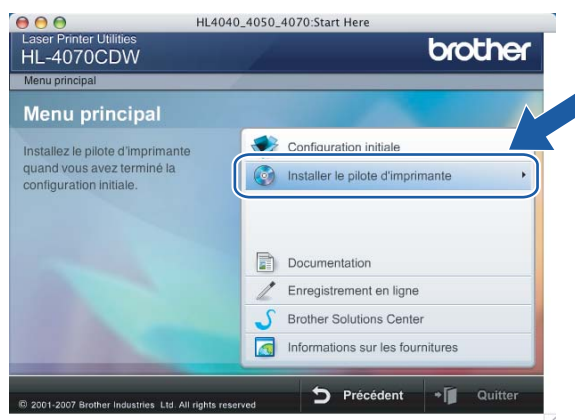 HL4040_4050_4070:Start Here
Laser Printer Utilities
HL-4070CDW
brother
Menu principal
Menu principal
Installez le pilote d'imprimante
quand vous avez terminé la
configuration initiale.
Configuration initiale
Installer le pilote d'imprimante
Documentation
Enregistrement en ligne
Brother Solutions Center
Informations sur les fournitures
© 2001-2007 Brother Industries Ltd. All rights reserved
Précédent
Quitter